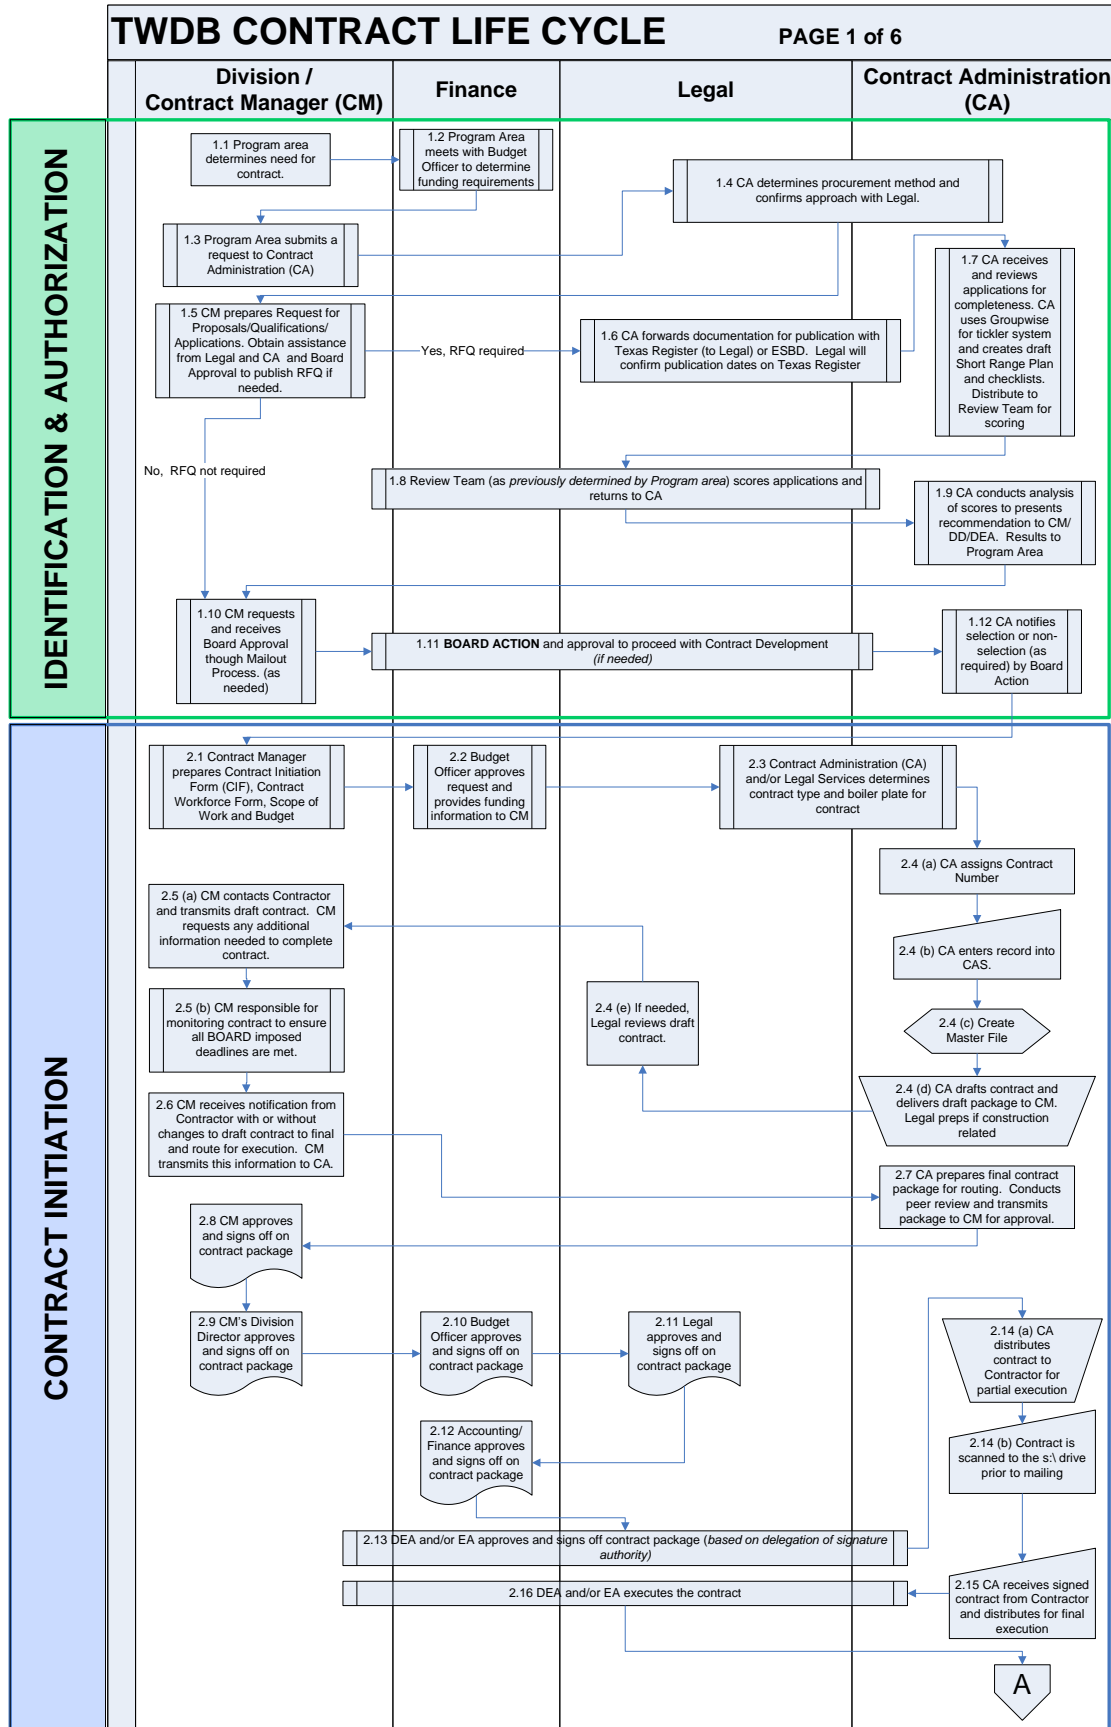 TWDB CONTRACT LIFE CYCLE
PAGE 1 of 6
Division /
Contract Manager (CM)
Finance
Legal
Contract Administration
(CA)
IDENTIFICATION & AUTHORIZATION
1.1 Program area
determines need for
contract.
1.2 Program Area
meets with Budget
Officer to determine
funding requirements
1.4 CA determines procurement method and
confirms approach with Legal.
1.3 Program Area submits a
request to Contract
Administration (CA)
1.7 CA receives
and reviews
applications for
completeness. CA
uses Groupwise
for tickler system
and creates draft
Short Range Plan
and checklists.
Distribute to
Review Team for
scoring
1.5 CM prepares Request for
Proposals/Qualifications/
Applications. Obtain assistance
from Legal and CA  and Board
Approval to publish RFQ if
needed.
Yes, RFQ required
1.6 CA forwards documentation for publication with
Texas Register (to Legal) or ESBD.  Legal will
confirm publication dates on Texas Register
No,  RFQ not required
1.8 Review Team (as previously determined by Program area) scores applications and
returns to CA
1.9 CA conducts analysis
of scores to presents
recommendation to CM/
DD/DEA.  Results to
Program Area
1.10 CM requests
and receives
Board Approval
though Mailout
Process. (as
needed)
1.11 BOARD ACTION and approval to proceed with Contract Development
(if needed)
1.12 CA notifies
selection or non-
selection (as
required) by Board
Action
CONTRACT INITIATION
2.1 Contract Manager
prepares Contract Initiation
Form (CIF), Contract
Workforce Form, Scope of
Work and Budget
2.2 Budget
Officer approves
request and
provides funding
information to CM
2.3 Contract Administration (CA)
and/or Legal Services determines
contract type and boiler plate for
contract
2.4 (a) CA assigns Contract
Number
2.5 (a) CM contacts Contractor
and transmits draft contract.  CM
requests any additional
information needed to complete
contract.
2.4 (b) CA enters record into
CAS.
2.5 (b) CM responsible for
monitoring contract to ensure
all BOARD imposed
deadlines are met.
2.4 (e) If needed,
Legal reviews draft
contract.
2.4 (c) Create
Master File
2.4 (d) CA drafts contract and
delivers draft package to CM.
Legal preps if construction
related
2.6 CM receives notification from
Contractor with or without
changes to draft contract to final
and route for execution.  CM
transmits this information to CA.
2.7 CA prepares final contract
package for routing.  Conducts
peer review and transmits
package to CM for approval.
2.8 CM approves
and signs off on
contract package
2.9 CM's Division
Director approves
and signs off on
contract package
2.10 Budget
Officer approves
and signs off on
contract package
2.11 Legal
approves and
signs off on
contract package
2.14 (a) CA
distributes
contract to
Contractor for
partial execution
2.12 Accounting/
Finance approves
and signs off on
contract package
2.14 (b) Contract is
scanned to the s:\ drive
prior to mailing
2.13 DEA and/or EA approves and signs off contract package (based on delegation of signature
authority)
2.16 DEA and/or EA executes the contract
2.15 CA receives signed
contract from Contractor
and distributes for final
execution
A